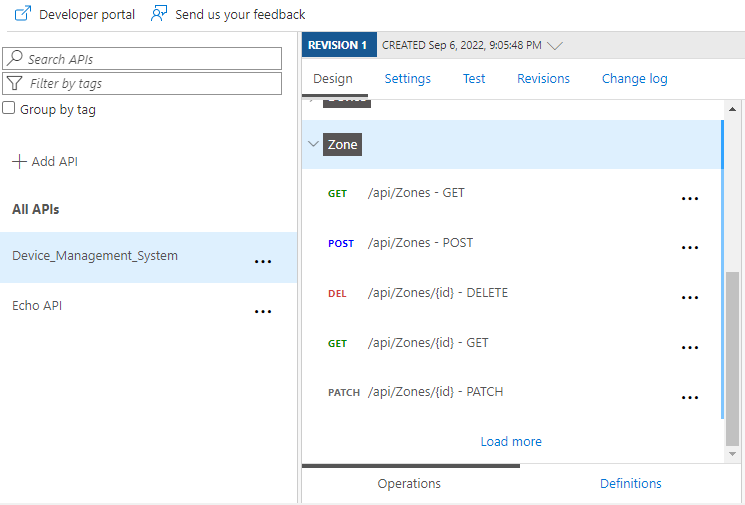 Developer portal
Send us your feedback
Search APIs
Filter by tags
Group by tag
Add API
All APIs
Device_Management_System
Echo API
REVISION 1
CREATED Sep 6, 2022, 9:05:48 PM
Design
Settings
Test
Revisions
Change log
Zone
GET /api/Zones - GET
POST /api/Zones - POST
DEL /api/Zones/{id} - DELETE
GET /api/Zones/{id} - GET
PATCH /api/Zones/{id} - PATCH
Load more
Operations
Definitions